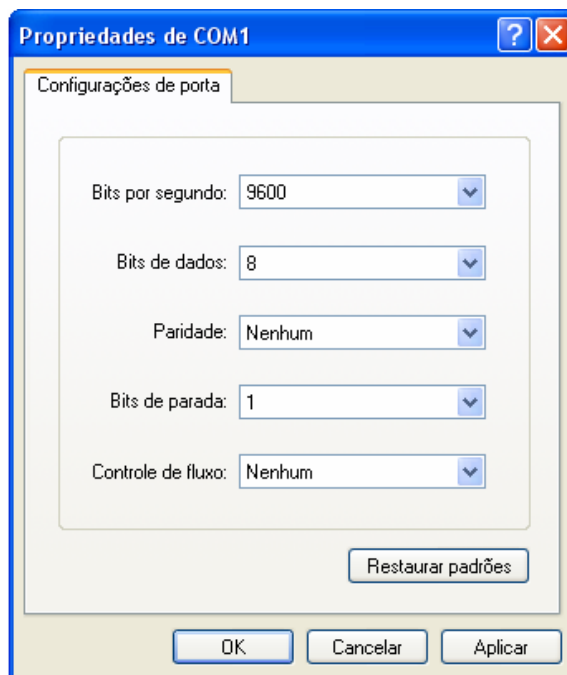 Propriedades de COM1
Configurações de porta
Bits por segundo: 9600
Bits de dados: 8
Paridade: Nenhum
Bits de parada: 1
Controle de fluxo: Nenhum
Restaurar padrões
OK Cancelar Aplicar